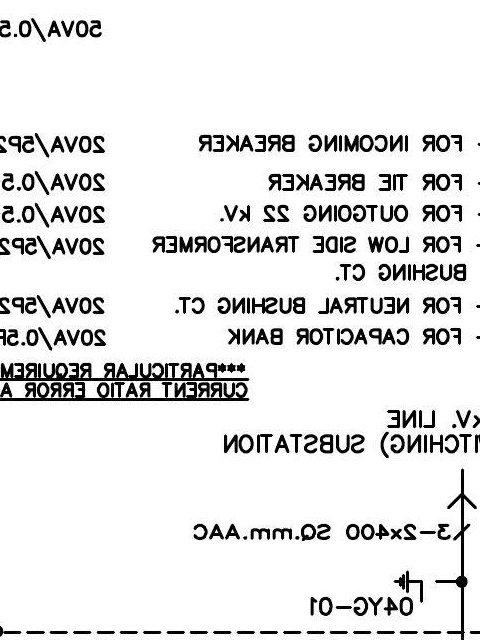 50VA/0.5
- FOR INCOMING BREAKER 20VA/5P2
- FOR TIE BREAKER 20VA/0.5
- FOR OUTGOING 22 kV. 20VA/0.5
- FOR LOW SIDE TRANSFORMER 20VA/5P2
BUSHING CT.
- FOR NEUTRAL BUSHING CT. 20VA/5P2
- FOR CAPACITOR BANK 20VA/0.5P
***PARTICULAR REQUIREM
CURRENT RATIO ERROR A
kV. LINE
ITCHING) SUBSTATION
3-2x400 SQ.mm.AAC
04YG-01